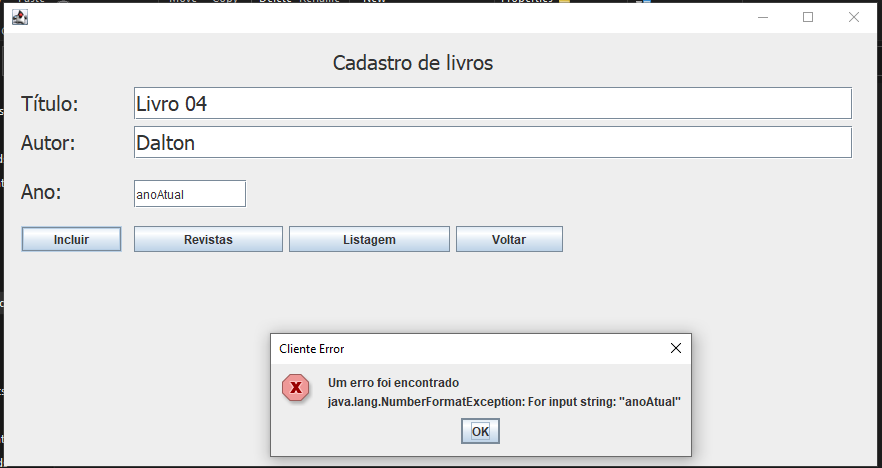 Cadastro de livros
Título: Livro 04
Autor: Dalton
Ano: anoAtual
Incluir Revistas Listagem Voltar
Cliente Error
Um erro foi encontrado
java.lang.NumberFormatException: For input string: "anoAtual"
OK